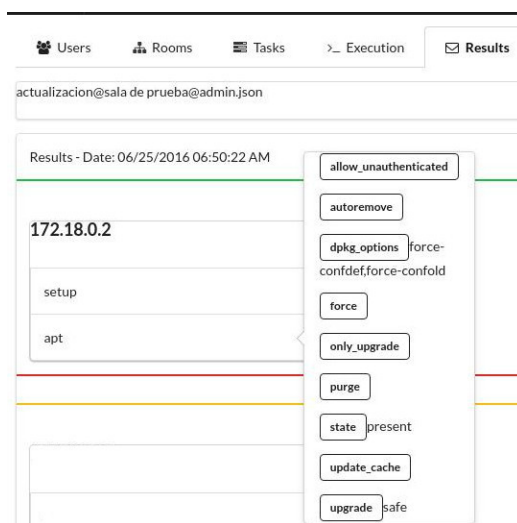 Users Rooms Tasks >_ Execution Results
actualizacion@sala de prueba@admin.json
Results - Date: 06/25/2016 06:50:22 AM
172.18.0.2
setup
apt
allow_unauthenticated
autoremove
dpkg_options force-
confdef,force-confold
force
only_upgrade
purge
state present
update_cache
upgrade safe